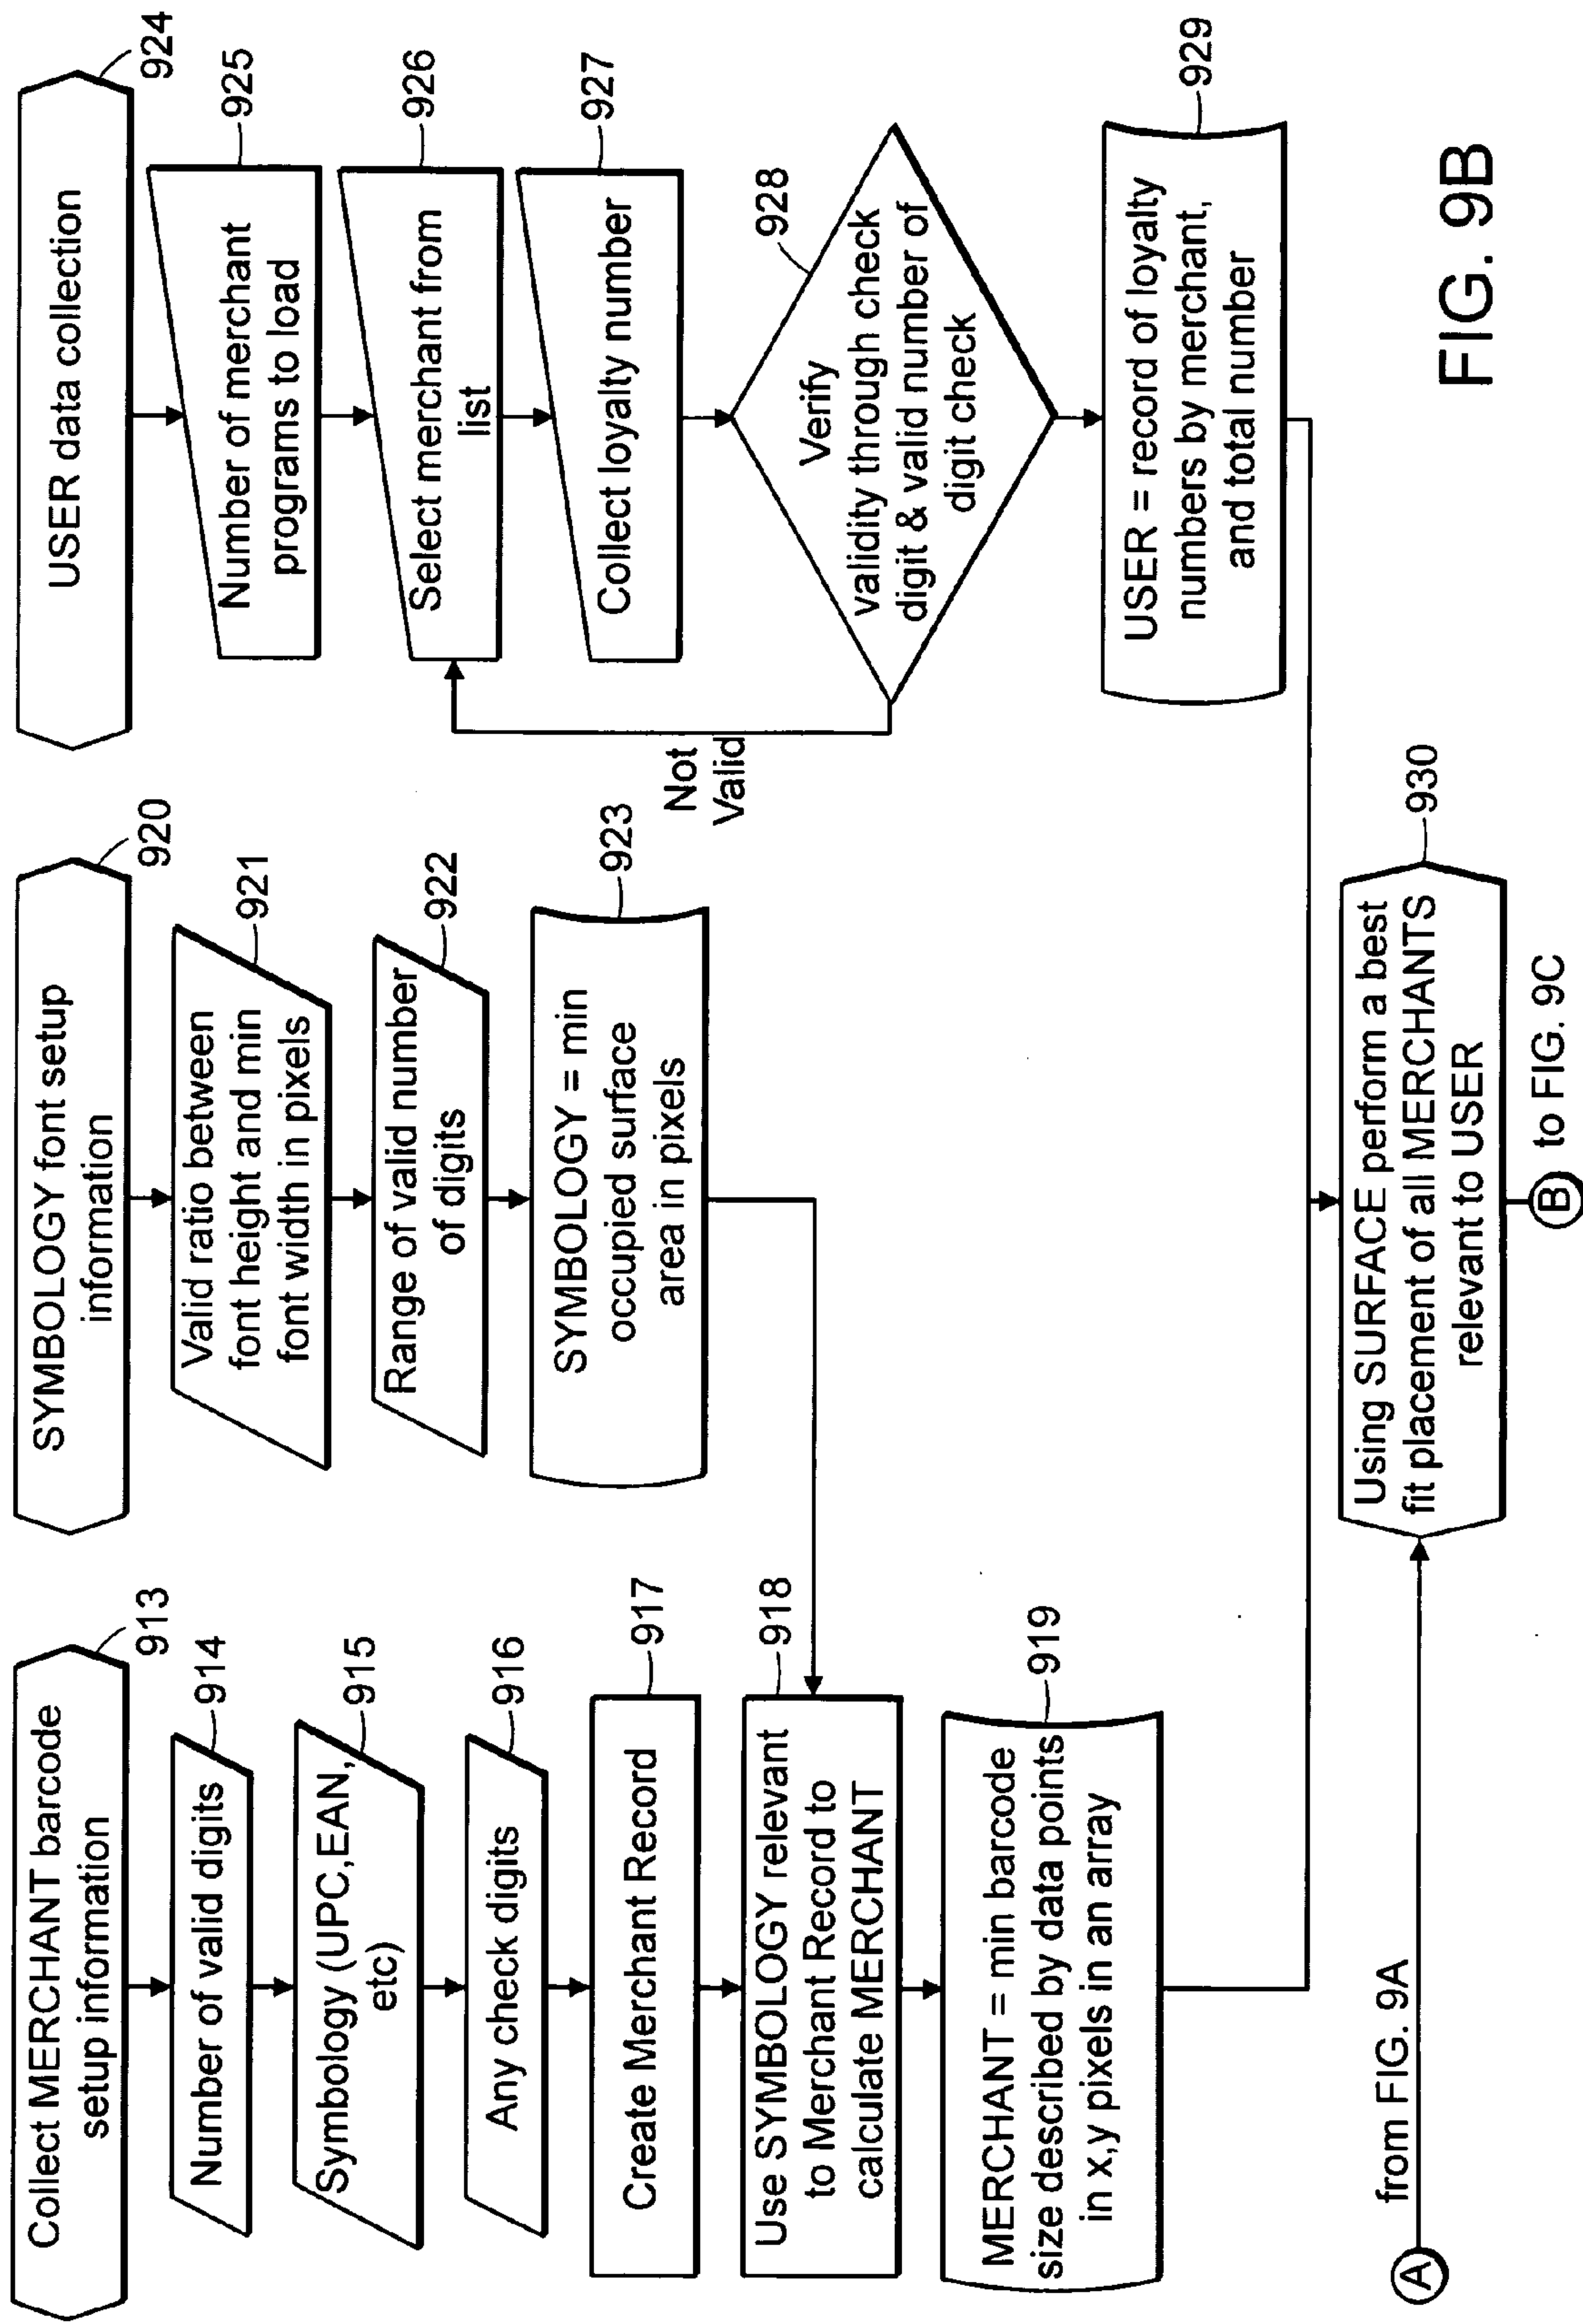 Collect MERCHANT barcode
setup information
913
Number of valid digits
914
Symbology (UPC,EAN,
etc)
915
Any check digits
916
Create Merchant Record
917
Use SYMBOLOGY relevant
to Merchant Record to
calculate MERCHANT
918
MERCHANT = min barcode
size described by data points
in x,y pixels in an array
919
SYMBOLOGY font setup
information
920
Valid ratio between
font height and min
font width in pixels
921
Range of valid number
of digits
922
SYMBOLOGY = min
occupied surface
area in pixels
923
USER data collection
924
Number of merchant
programs to load
925
Select merchant from
list
926
Collect loyalty number
927
Verify
validity through check
digit & valid number of
digit check
928
Not
Valid
USER = record of loyalty
numbers by merchant,
and total number
929
A
from FIG. 9A
Using SURFACE perform a best
fit placement of all MERCHANTS
relevant to USER
930
B to FIG. 9C
FIG. 9B